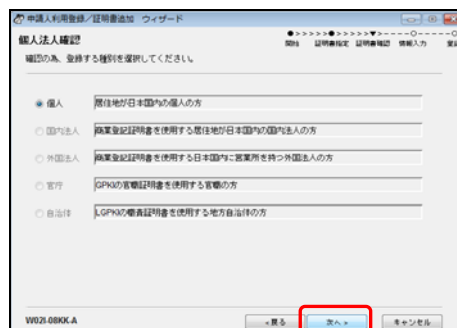 申請人利用登録/証明書追加 ウィザード
個人法人確認
●>>>>>●>>>>>▼>-----○-----○
開始 証明書指定 証明書確認 情報入力
確認の為、登録する種別を選択してください。
個人 居住地が日本国内の個人の方
国内法人 商業登記証明書を使用する居住地が日本国内の国内法人の方
外国法人 商業登記証明書を使用する日本国内に営業所を持つ外国法人の方
官庁 GPKIの官職証明書を使用する官職の方
自治体 LGPKIの職責証明書を使用する地方自治体の方
W02I-08KK-A
<戻る 次へ> キャンセル